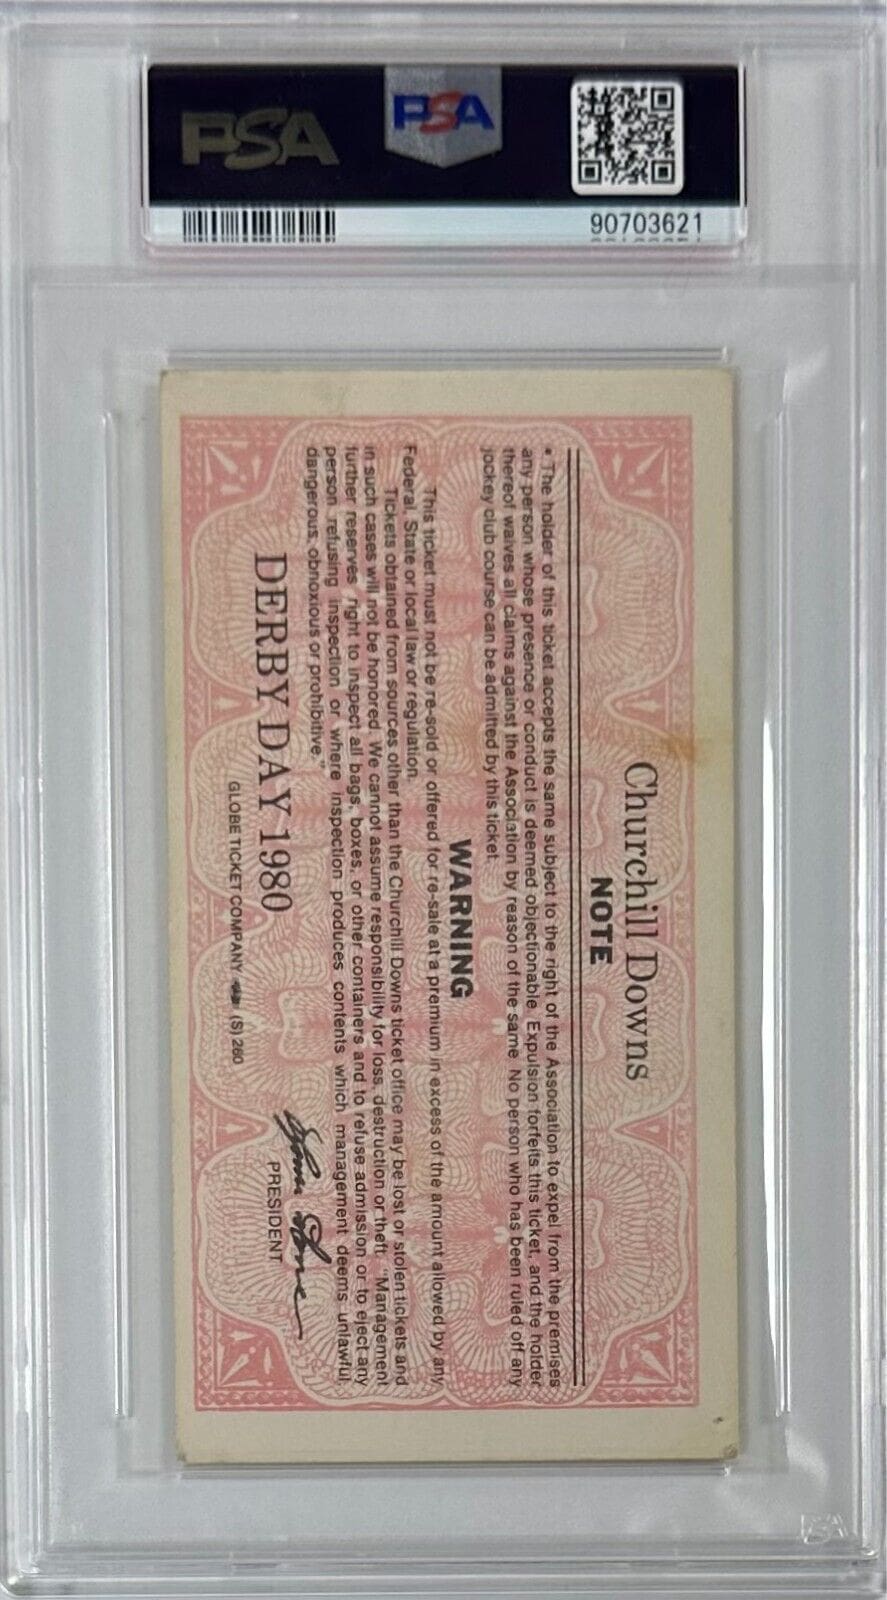 PSA
PSA
90703621
Churchill Downs
NOTE
• The holder of this ticket accepts the same subject to the right of the Association to expel from the premises
any person whose presence or conduct is deemed objectionable. Expulsion forfeits this ticket, and the holder
thereof waives all claims against the Association by reason of the same. No person who has been ruled off any
jockey club course can be admitted by this ticket.
WARNING
This ticket must not be re-sold or offered for re-sale at a premium in excess of the amount allowed by any
Federal, State or local law or regulation.
Tickets obtained from sources other than the Churchill Downs ticket office may be lost or stolen tickets and
in such cases will not be honored. We cannot assume responsibility for loss, destruction or theft. "Management
further reserves right to inspect all bags, boxes, or other containers and to refuse admission or to eject any
person refusing inspection or where inspection produces contents which management deems unlawful,
dangerous, obnoxious or prohibitive."
DERBY DAY 1980
PRESIDENT
GLOBE TICKET COMPANY (S) 260
PSA